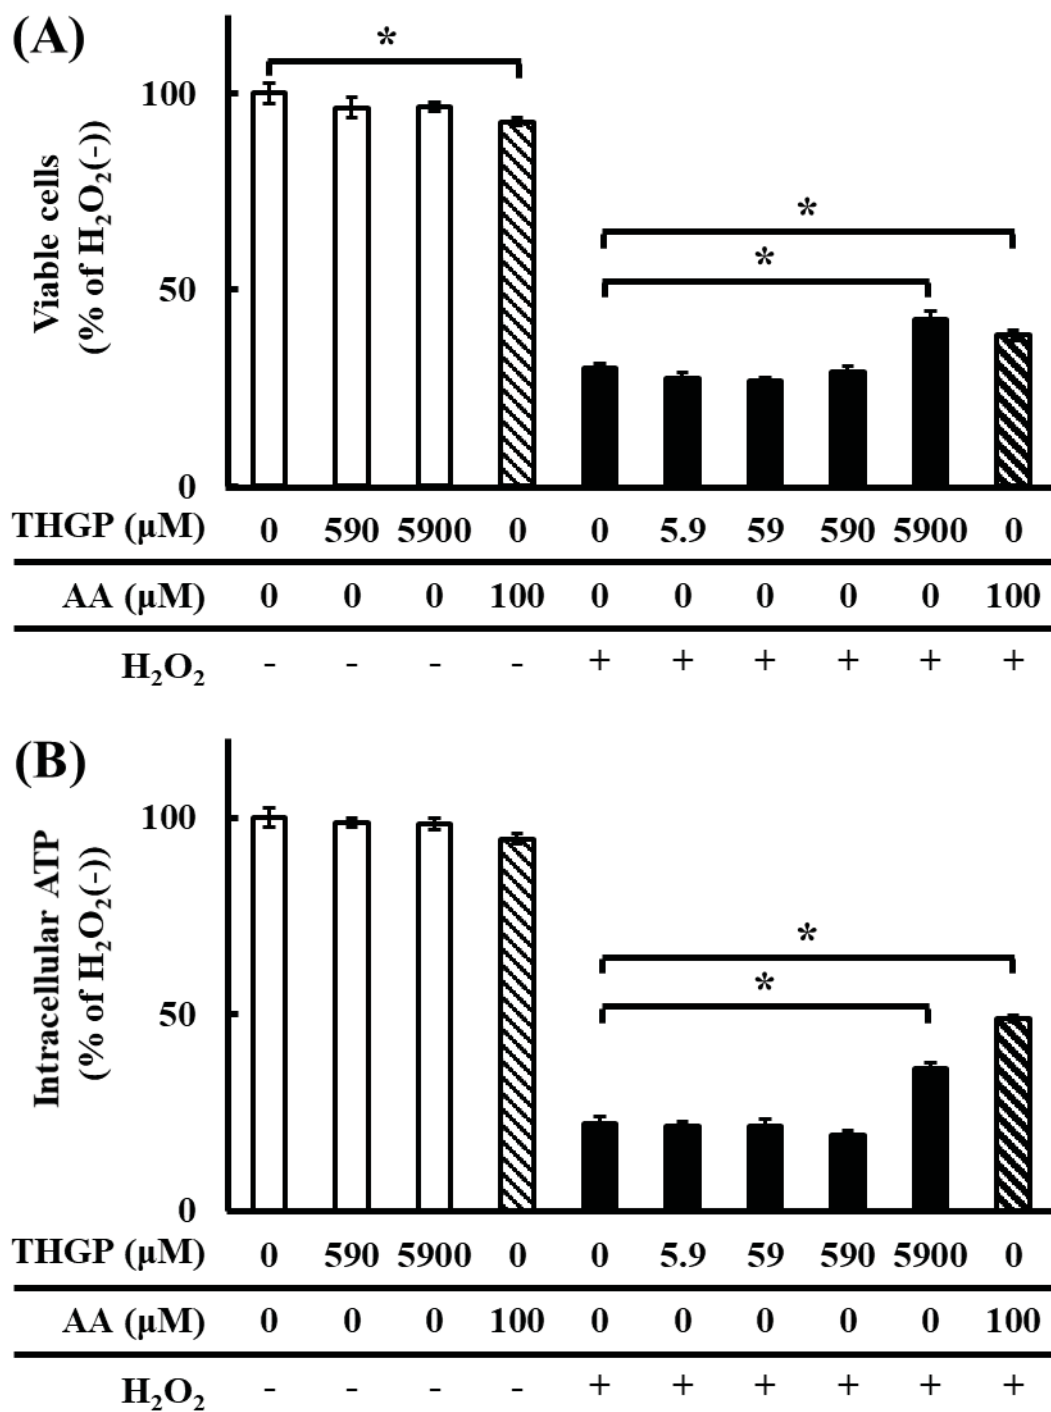 (A)
*
100
*
*
50
0
Viable cells
(% of H₂O₂(-)
THGP (μM) 0 590 5900 0 0 5.9 59 590 5900 0
AA (μM) 0 0 0 100 0 0 0 0 0 100
H₂O₂ - - - - + + + + + +
(B)
100
*
*
50
0
Intracellular ATP
(% of H₂O₂(-)
THGP (μM) 0 590 5900 0 0 5.9 59 590 5900 0
AA (μM) 0 0 0 100 0 0 0 0 0 100
H₂O₂ - - - - + + + + + +